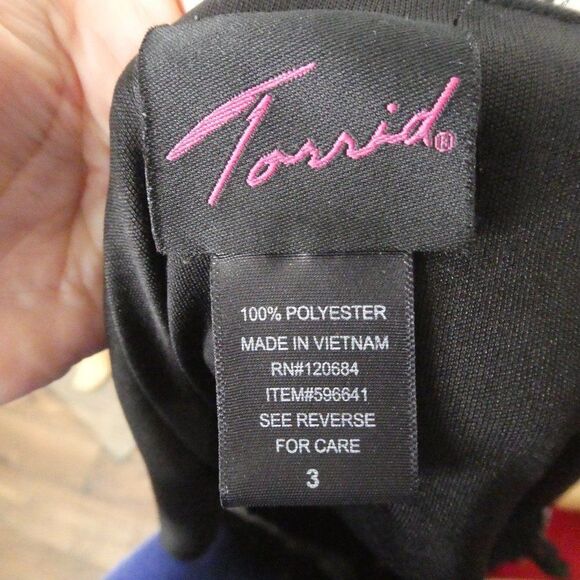 Torrid®
100% POLYESTER
MADE IN VIETNAM
RN#120684
ITEM#596641
SEE REVERSE
FOR CARE
3